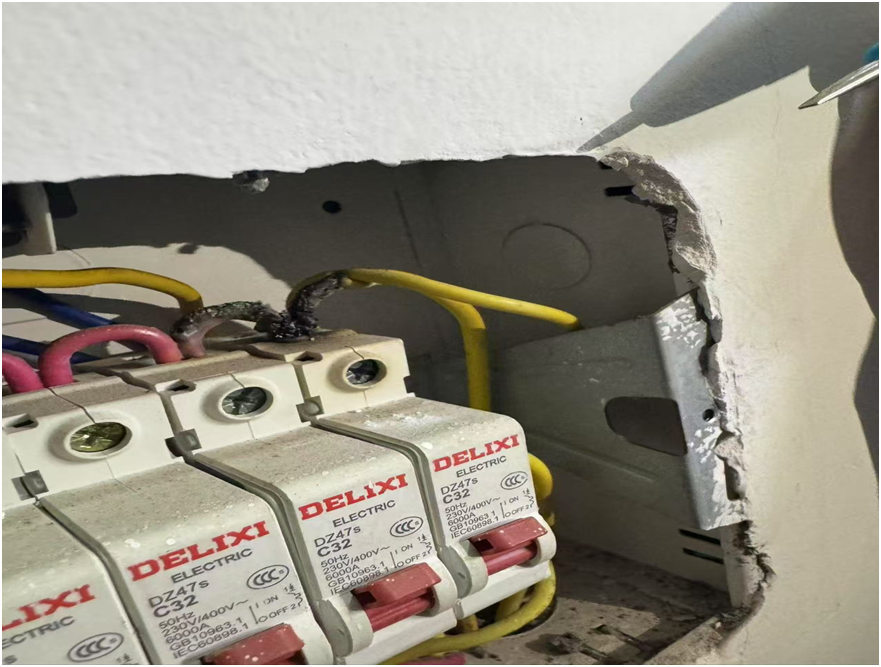 LIXI
DELIXI
ELECTRIC
DZ47s
C32
50Hz
230V/400V~
6000A
GB10963.1
IEC60898.1
ON
OFF
DELIXI
ELECTRIC
DZ47s
C32
50Hz
230V/400V~
6000A
GB10963.1
IEC60898.1
ON
OFF
DELIXI
ELECTRIC
DZ47s
C32
50Hz
230V/400V~
6000A
GB10963.1
IEC60898.1
ON
OFF